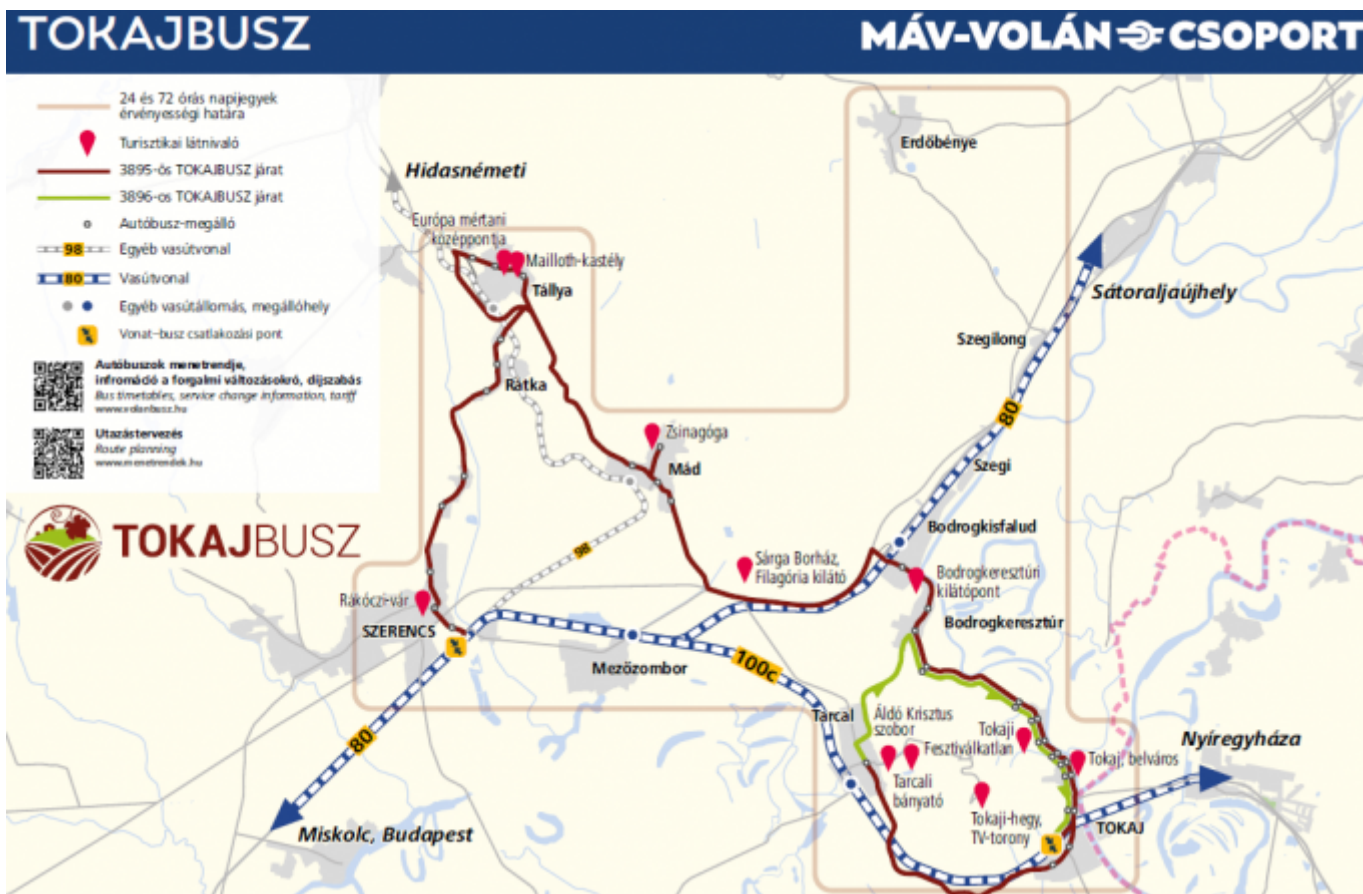 TOKAJBUSZ
MÁV-VOLÁN CSOPORT
24 és 72 órás napijegyek
érvényességi határa
Turisztikai látnivaló
3895-ös TOKAJBUSZ járat
3896-os TOKAJBUSZ járat
Autóbusz-megálló
98 Egyéb vasútvonal
80 Vasútvonal
Egyéb vasútállomás, megállóhely
Vonat–busz csatlakozási pont
Autóbuszok menetrendje,
infromáció a forgalmi változásokró, díjszabás
Bus timetables, service change information, tariff
www.volanbusz.hu
Utazástervezés
Route planning
www.menetrendek.hu
TOKAJBUSZ
Hidasnémeti
Európa mértani
középpontja
Mailloth-kastély
Tállya
Rátka
Zsinagóga
Mád
98
Erdőbénye
Sátoraljaújhely
Szegilong
80
Szegi
Bodrogkisfalud
Sárga Borház,
Filagória kilátó
Bodrogkeresztúri
kilátópont
Bodrogkeresztúr
Rákóczi-vár
SZERENCS
Mezőzombor
100c
80
Miskolc, Budapest
Tarcal
Áldó Krisztus
szobor
Tokaji
Fesztiválkatlan
Tarcali
bányató
Tokaji-hegy,
TV-torony
Tokaj, belváros
Nyíregyháza
TOKAJ